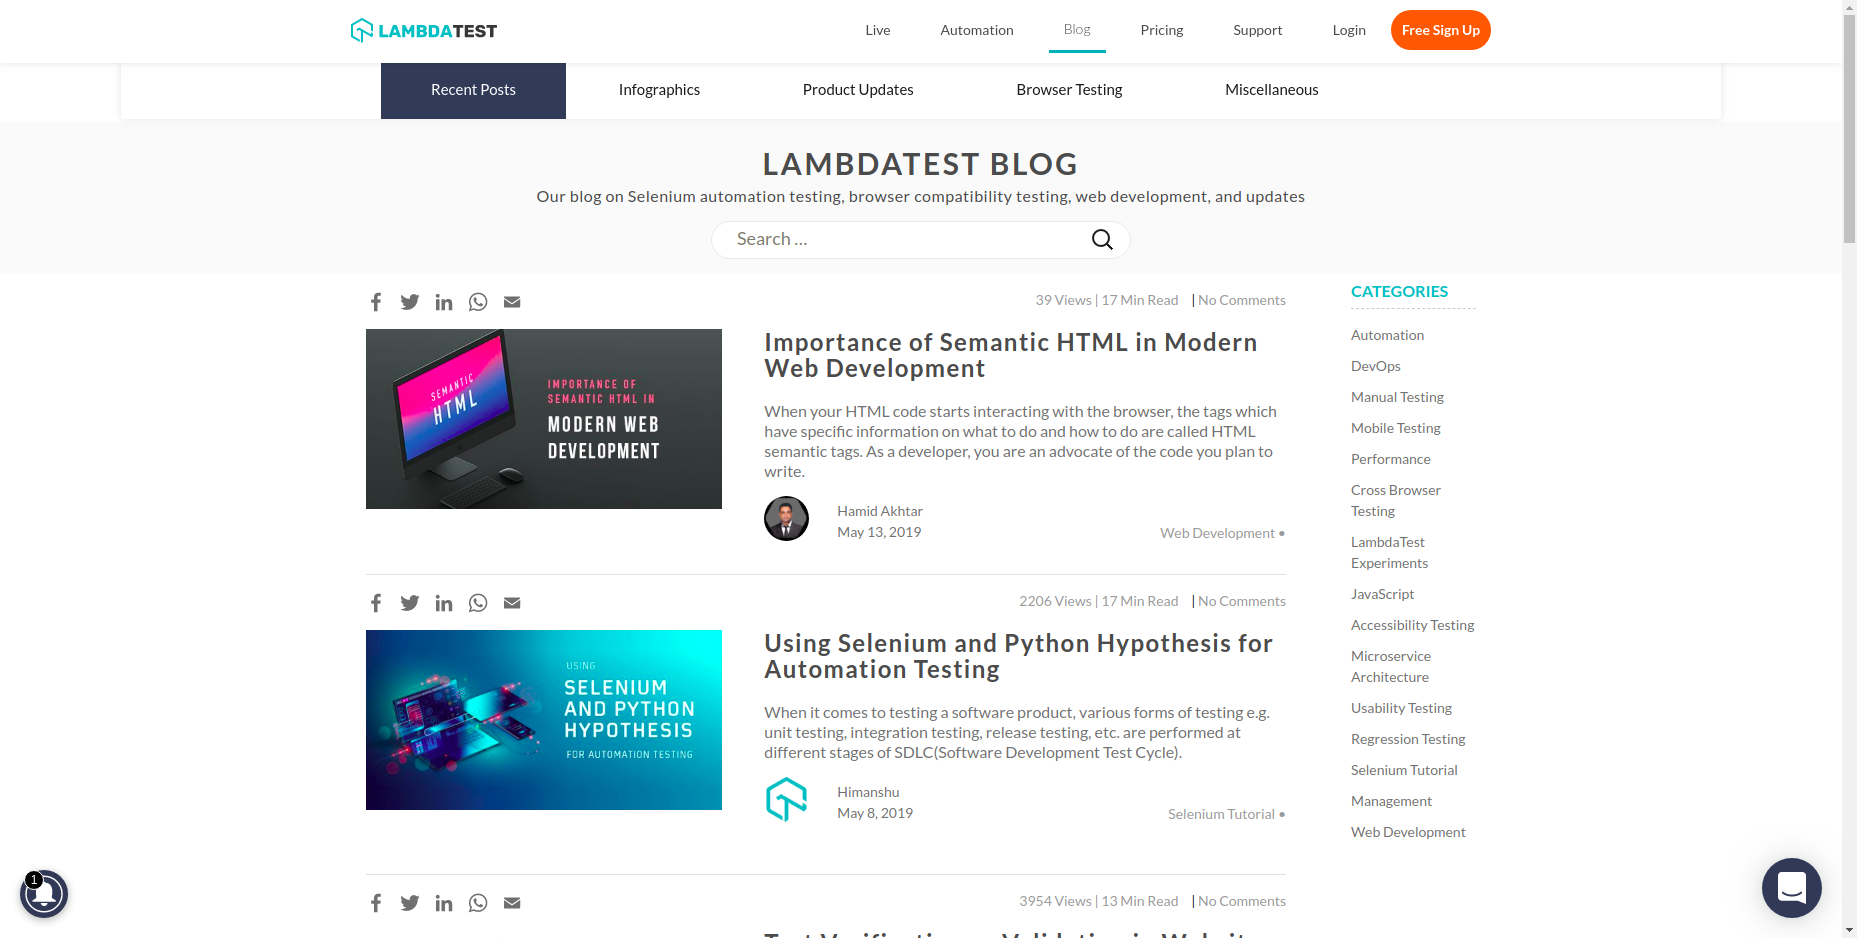 LAMBDATEST
Live
Automation
Blog
Pricing
Support
Login
Free Sign Up
Recent Posts
Infographics
Product Updates
Browser Testing
Miscellaneous
LAMBDATEST BLOG
Our blog on Selenium automation testing, browser compatibility testing, web development, and updates
Search ...
39 Views | 17 Min Read | No Comments
SEMANTIC
HTML
IMPORTANCE OF
SEMANTIC HTML IN
MODERN WEB
DEVELOPMENT
Importance of Semantic HTML in Modern
Web Development
When your HTML code starts interacting with the browser, the tags which
have specific information on what to do and how to do are called HTML
semantic tags. As a developer, you are an advocate of the code you plan to
write.
Hamid Akhtar
May 13, 2019
Web Development •
2206 Views | 17 Min Read | No Comments
USING
SELENIUM
AND PYTHON
HYPOTHESIS
FOR AUTOMATION TESTING
Using Selenium and Python Hypothesis for
Automation Testing
When it comes to testing a software product, various forms of testing e.g.
unit testing, integration testing, release testing, etc. are performed at
different stages of SDLC(Software Development Test Cycle).
Himanshu
May 8, 2019
Selenium Tutorial •
3954 Views | 13 Min Read | No Comments
CATEGORIES
Automation
DevOps
Manual Testing
Mobile Testing
Performance
Cross Browser
Testing
LambdaTest
Experiments
JavaScript
Accessibility Testing
Microservice
Architecture
Usability Testing
Regression Testing
Selenium Tutorial
Management
Web Development
1